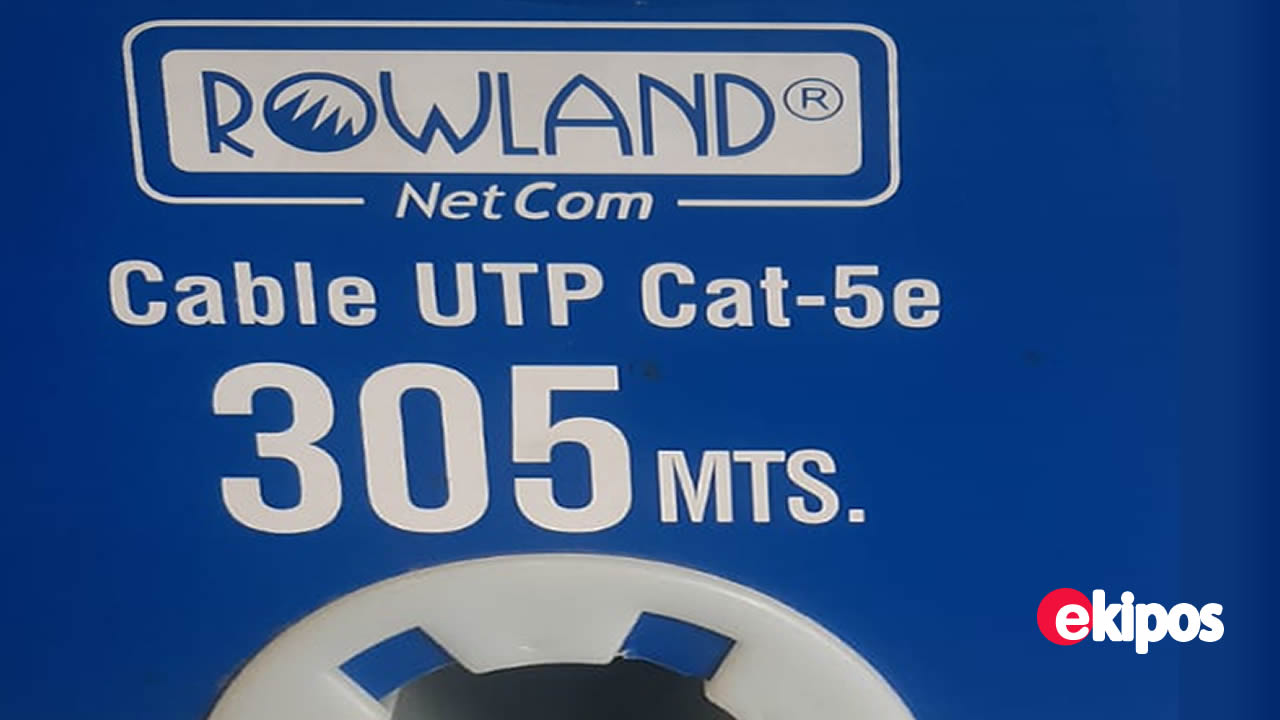 ROWLAND®
NetCom
Cable UTP Cat-5e
305 MTS.
ekipos